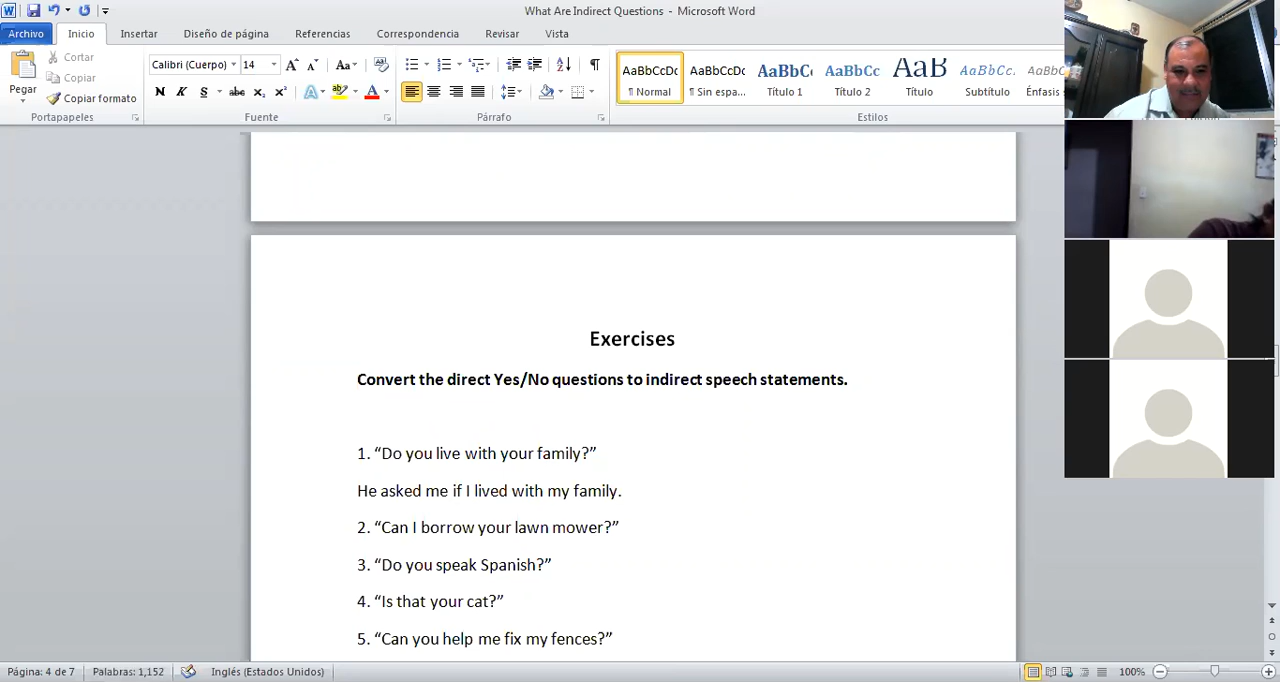 What Are Indirect Questions - Microsoft Word
Archivo Inicio Insertar Diseño de página Referencias Correspondencia Revisar Vista
Pegar
Cortar
Copiar
Copiar formato
Portapapeles
Calibri (Cuerpo) 14
N K S abc x₂ x²
Fuente
Párrafo
AaBbCcDc AaBbCcDc AaBbC AaBbCc AaB AaBbCc AaBbCc
¶ Normal ¶ Sin espa... Título 1 Título 2 Título Subtítulo Énfasis
Estilos
Exercises
Convert the direct Yes/No questions to indirect speech statements.
1. “Do you live with your family?”
He asked me if I lived with my family.
2. “Can I borrow your lawn mower?”
3. “Do you speak Spanish?”
4. “Is that your cat?”
5. “Can you help me fix my fences?”
Página: 4 de 7 Palabras: 1,152 Inglés (Estados Unidos) 100%